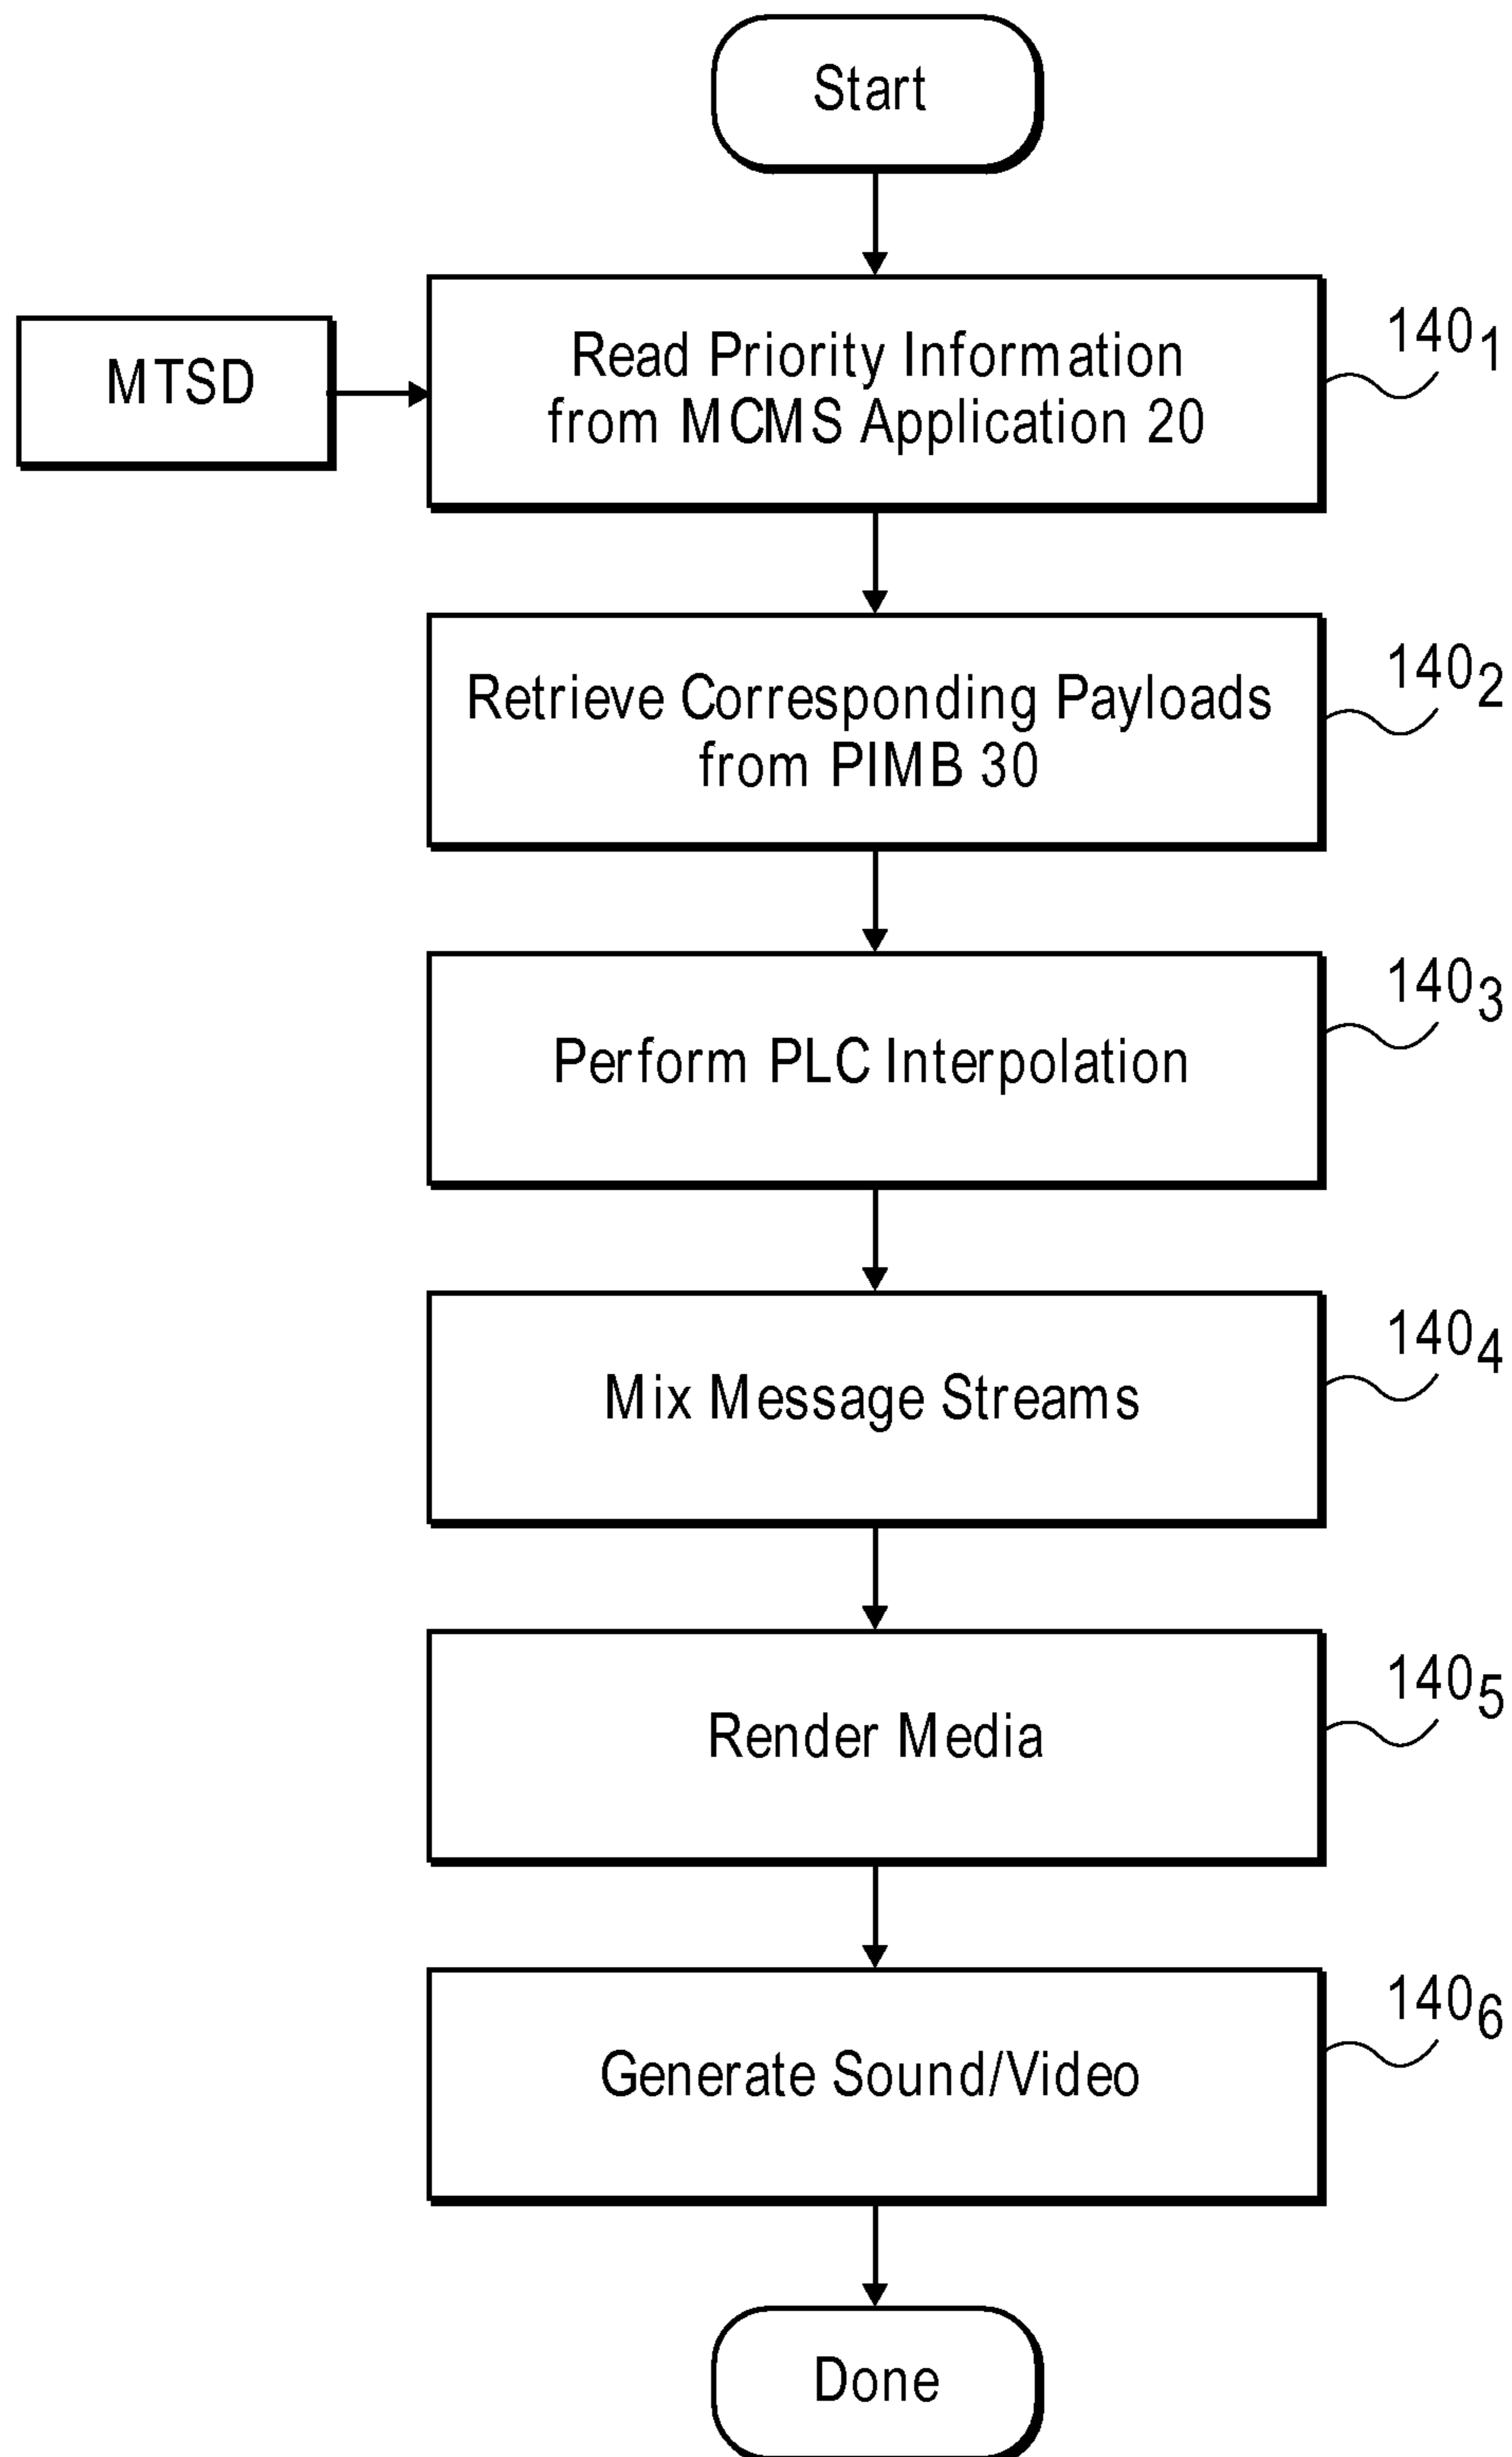 Start
MTSD
Read Priority Information
from MCMS Application 20
140₁
Retrieve Corresponding Payloads
from PIMB 30
140₂
Perform PLC Interpolation
140₃
Mix Message Streams
140₄
Render Media
140₅
Generate Sound/Video
140₆
Done